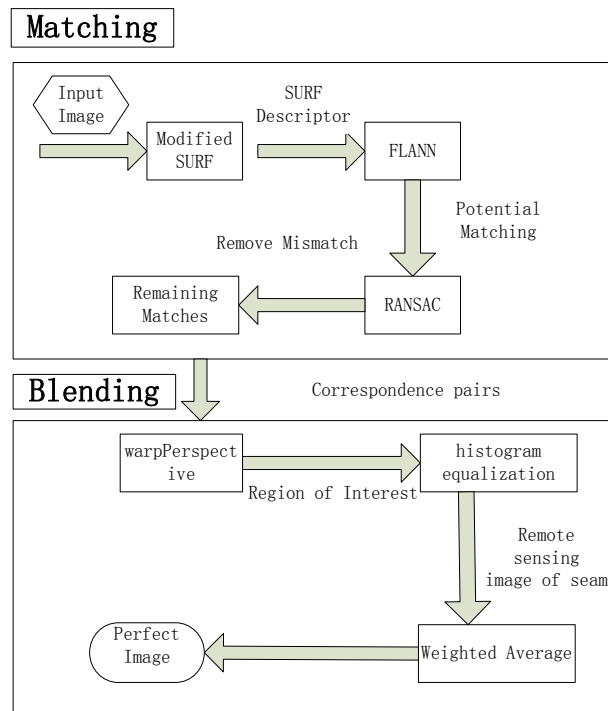 Matching
Input
Image
Modified
SURF
SURF
Descriptor
FLANN
Potential
Matching
Remove Mismatch
RANSAC
Remaining
Matches
Blending
Correspondence pairs
warpPerspect
ive
Region of Interest
histogram
equalization
Remote
sensing
image of seam
Weighted Average
Perfect
Image